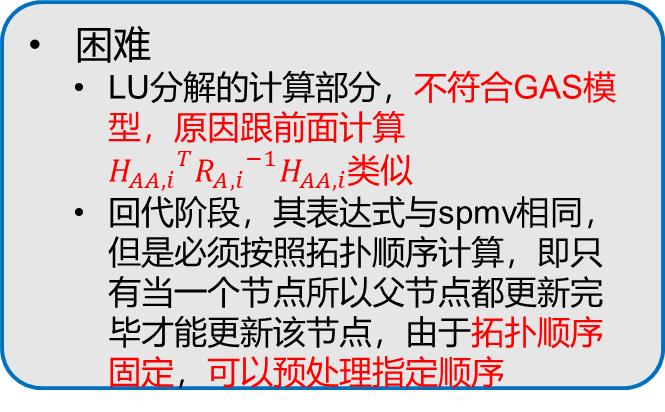 • 困难
• LU分解的计算部分，不符合GAS模
型，原因跟前面计算
$H_{AA,i}{}^{T}R_{A,i}{}^{-1}H_{AA,i}$类似
• 回代阶段，其表达式与spmv相同，
但是必须按照拓扑顺序计算，即只
有当一个节点所以父节点都更新完
毕才能更新该节点，由于拓扑顺序
固定，可以预处理指定顺序